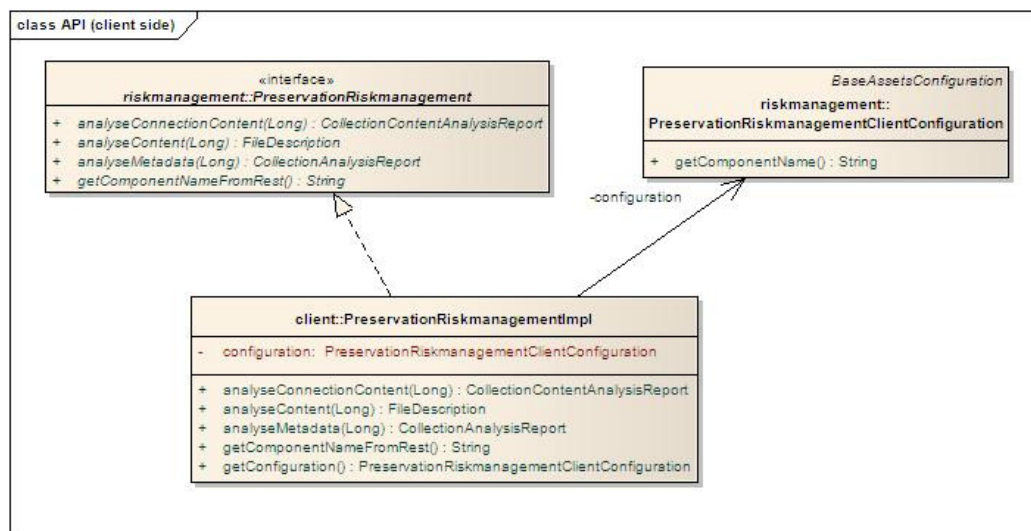 class API (client side)
«interface»
riskmanagement::PreservationRiskmanagement
+ analyseConnectionContent(Long) : CollectionContentAnalysisReport
+ analyseContent(Long) : FileDescription
+ analyseMetadata(Long) : CollectionAnalysisReport
+ getComponentNameFromRest() : String
BaseAssetsConfiguration
riskmanagement::
PreservationRiskmanagementClientConfiguration
+ getComponentName() : String
-configuration
client::PreservationRiskmanagementImpl
- configuration: PreservationRiskmanagementClientConfiguration
+ analyseConnectionContent(Long) : CollectionContentAnalysisReport
+ analyseContent(Long) : FileDescription
+ analyseMetadata(Long) : CollectionAnalysisReport
+ getComponentNameFromRest() : String
+ getConfiguration() : PreservationRiskmanagementClientConfiguration